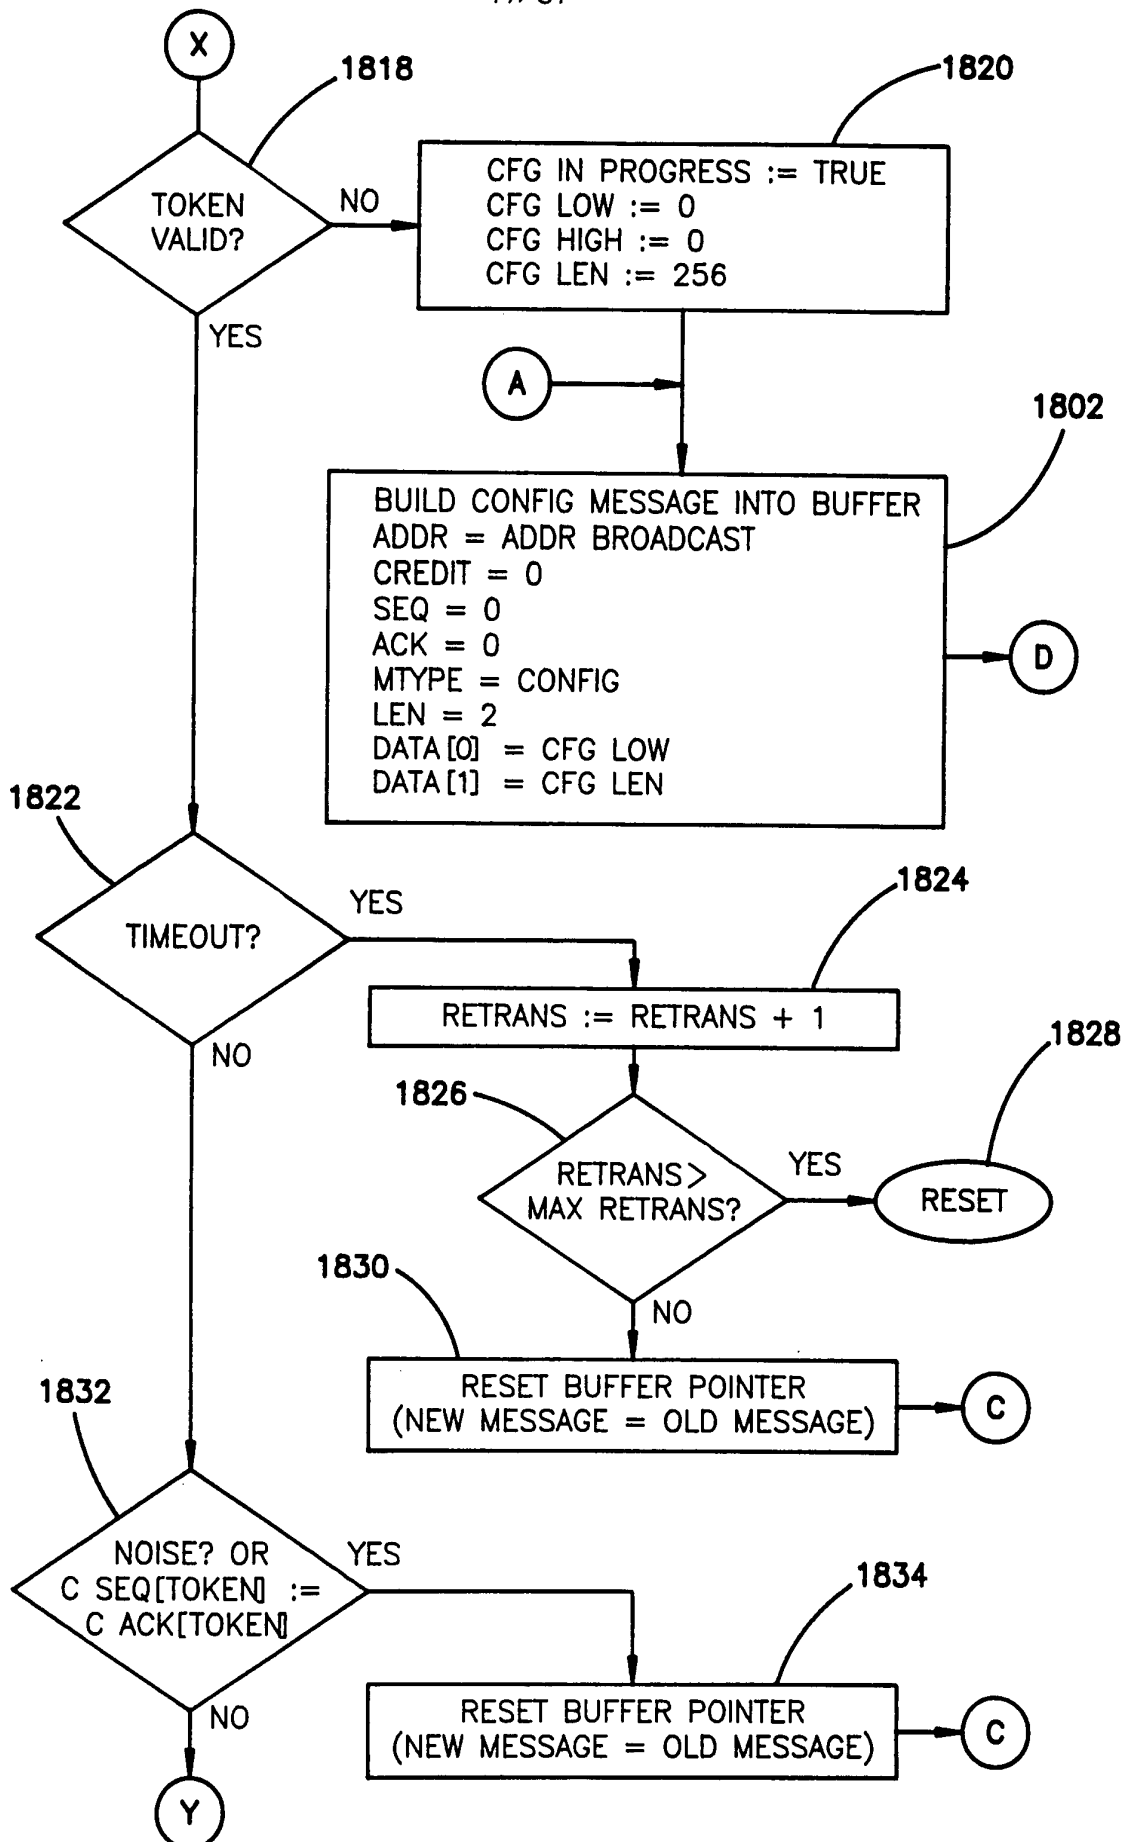 X
1818
1820
TOKEN
VALID?
NO
CFG IN PROGRESS := TRUE
CFG LOW := 0
CFG HIGH := 0
CFG LEN := 256
YES
A
1802
BUILD CONFIG MESSAGE INTO BUFFER
ADDR = ADDR BROADCAST
CREDIT = 0
SEQ = 0
ACK = 0
MTYPE = CONFIG
LEN = 2
DATA[0] = CFG LOW
DATA[1] = CFG LEN
D
1822
TIMEOUT?
YES
1824
RETRANS := RETRANS + 1
NO
1826
1828
RETRANS>
MAX RETRANS?
YES
RESET
NO
1830
RESET BUFFER POINTER
(NEW MESSAGE = OLD MESSAGE)
C
1832
NOISE? OR
C SEQ[TOKEN] :=
C ACK[TOKEN]
YES
1834
RESET BUFFER POINTER
(NEW MESSAGE = OLD MESSAGE)
C
NO
Y